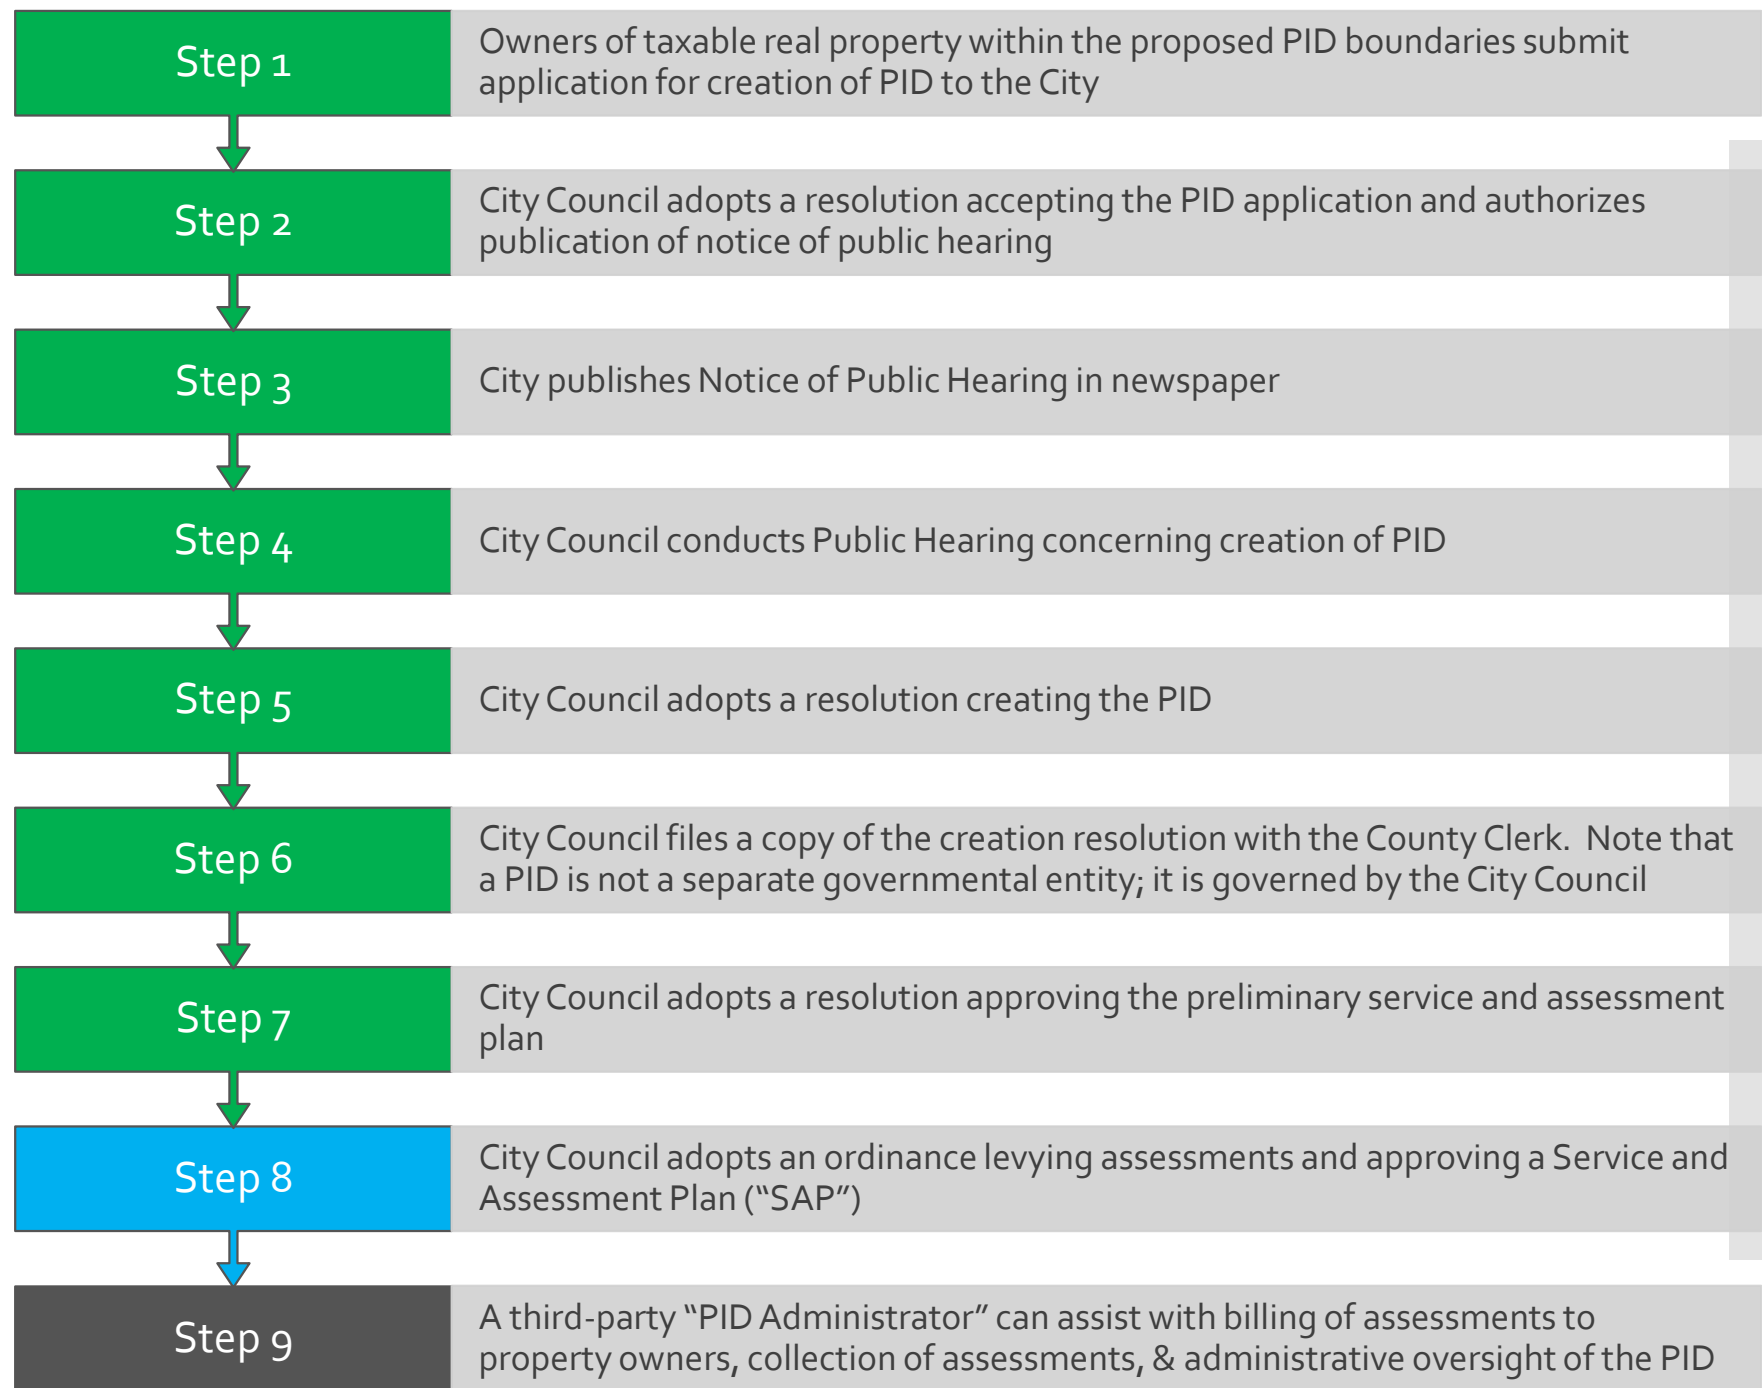 Step 1
Owners of taxable real property within the proposed PID boundaries submit
application for creation of PID to the City
Step 2
City Council adopts a resolution accepting the PID application and authorizes
publication of notice of public hearing
Step 3
City publishes Notice of Public Hearing in newspaper
Step 4
City Council conducts Public Hearing concerning creation of PID
Step 5
City Council adopts a resolution creating the PID
Step 6
City Council files a copy of the creation resolution with the County Clerk.  Note that
a PID is not a separate governmental entity; it is governed by the City Council
Step 7
City Council adopts a resolution approving the preliminary service and assessment
plan
Step 8
City Council adopts an ordinance levying assessments and approving a Service and
Assessment Plan (“SAP”)
Step 9
A third-party “PID Administrator” can assist with billing of assessments to
property owners, collection of assessments, & administrative oversight of the PID